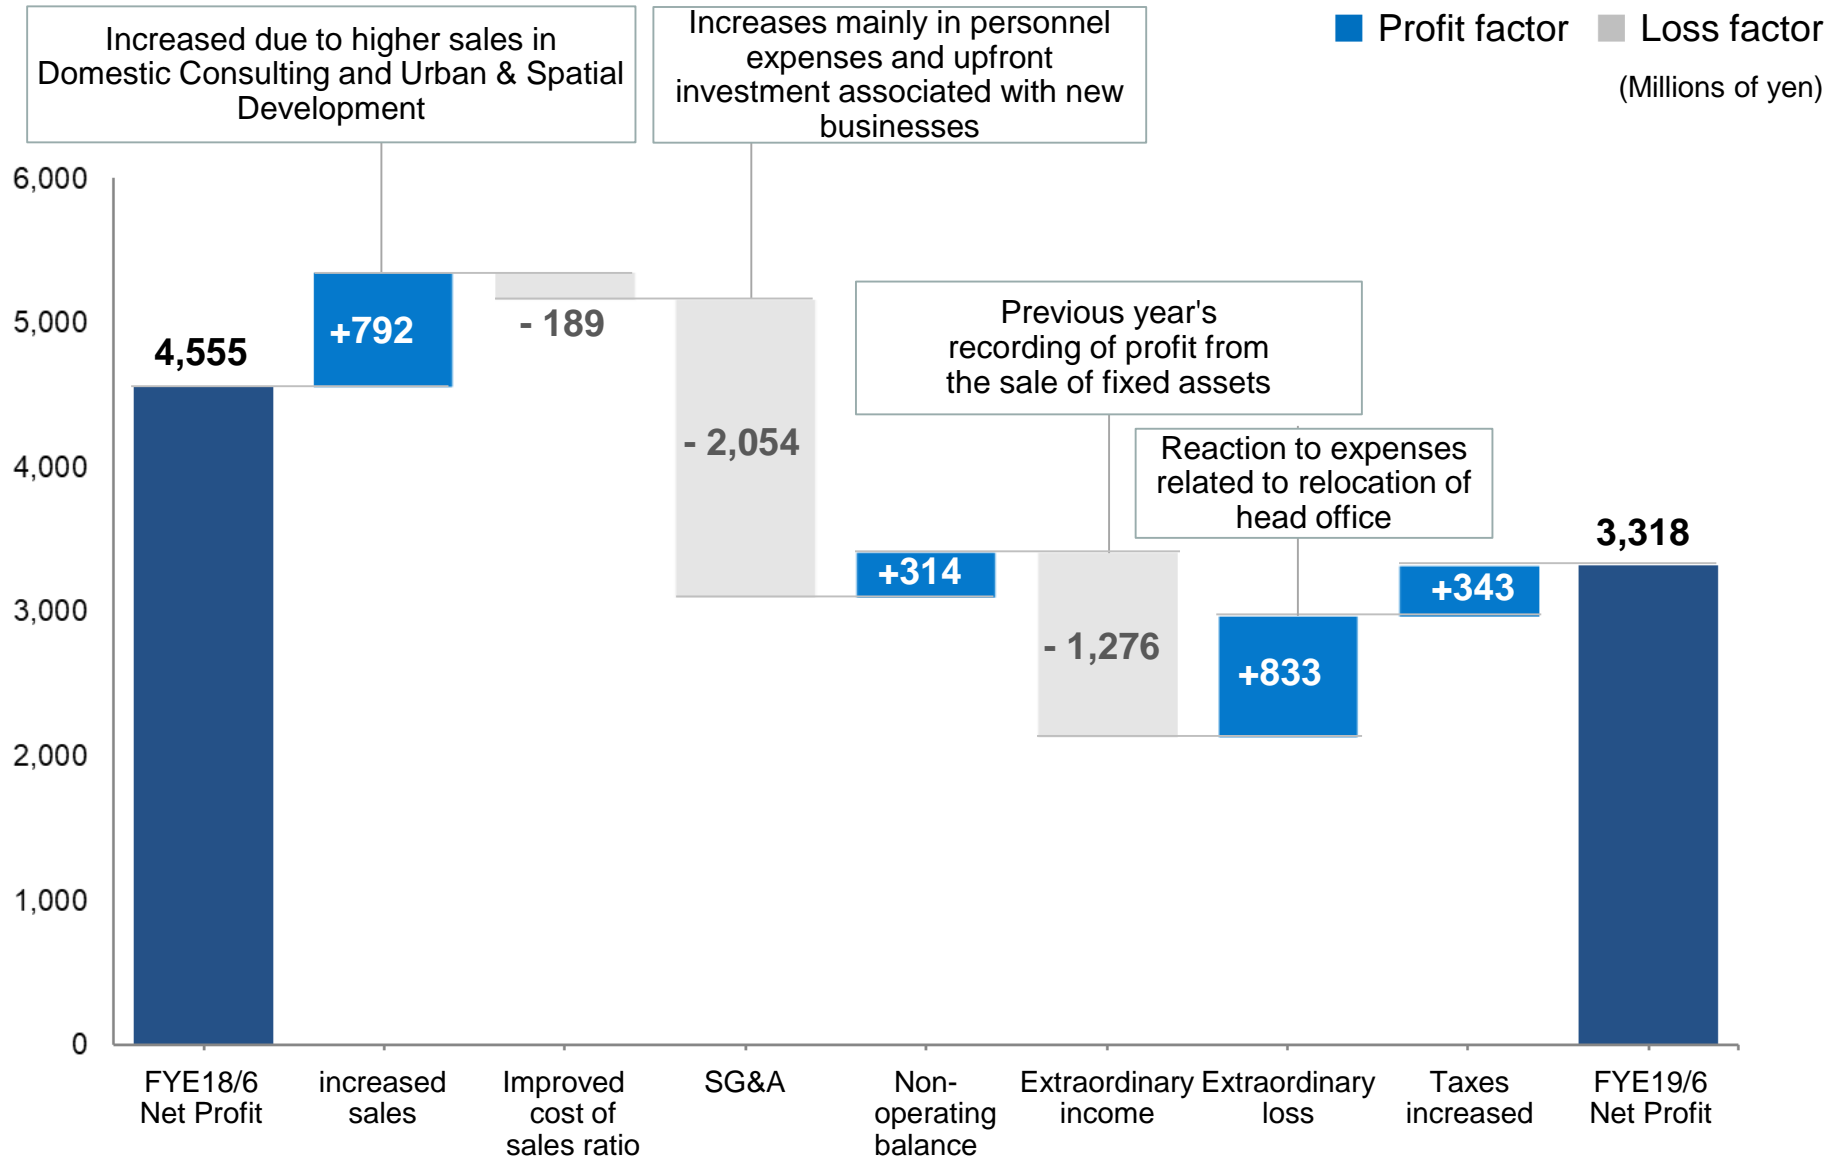 Increased due to higher sales in
Domestic Consulting and Urban & Spatial
Development
Increases mainly in personnel
expenses and upfront
investment associated with new
businesses
Profit factor
Loss factor
(Millions of yen)
6,000
5,000
4,000
3,000
2,000
1,000
0
4,555
+792
- 189
- 2,054
+314
Previous year's
recording of profit from
the sale of fixed assets
- 1,276
Reaction to expenses
related to relocation of
head office
+833
+343
3,318
FYE18/6
Net Profit
increased
sales
Improved
cost of
sales ratio
SG&A
Non-
operating
balance
Extraordinary
income
Extraordinary
loss
Taxes
increased
FYE19/6
Net Profit